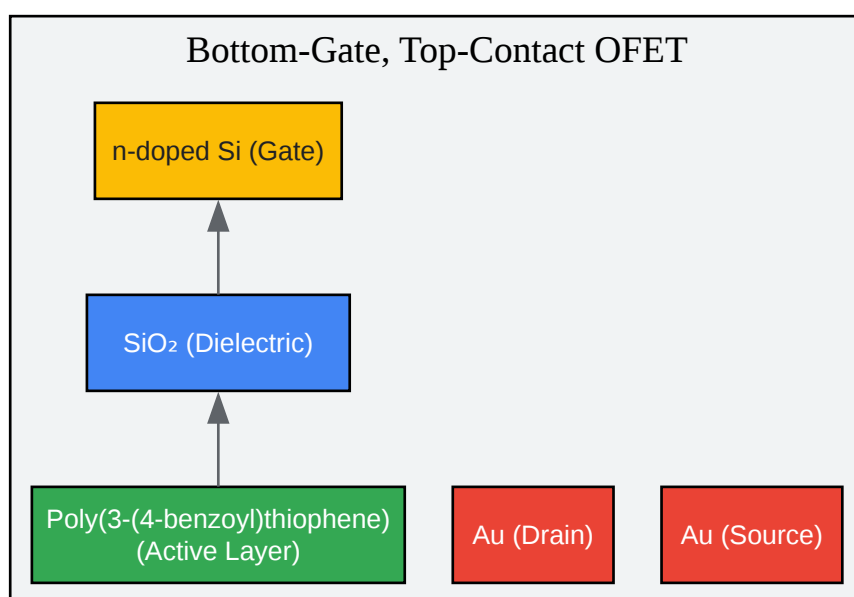 Bottom-Gate, Top-Contact OFET
n-doped Si (Gate)
SiO₂ (Dielectric)
Poly(3-(4-benzoyl)thiophene)
(Active Layer)
Au (Drain)
Au (Source)